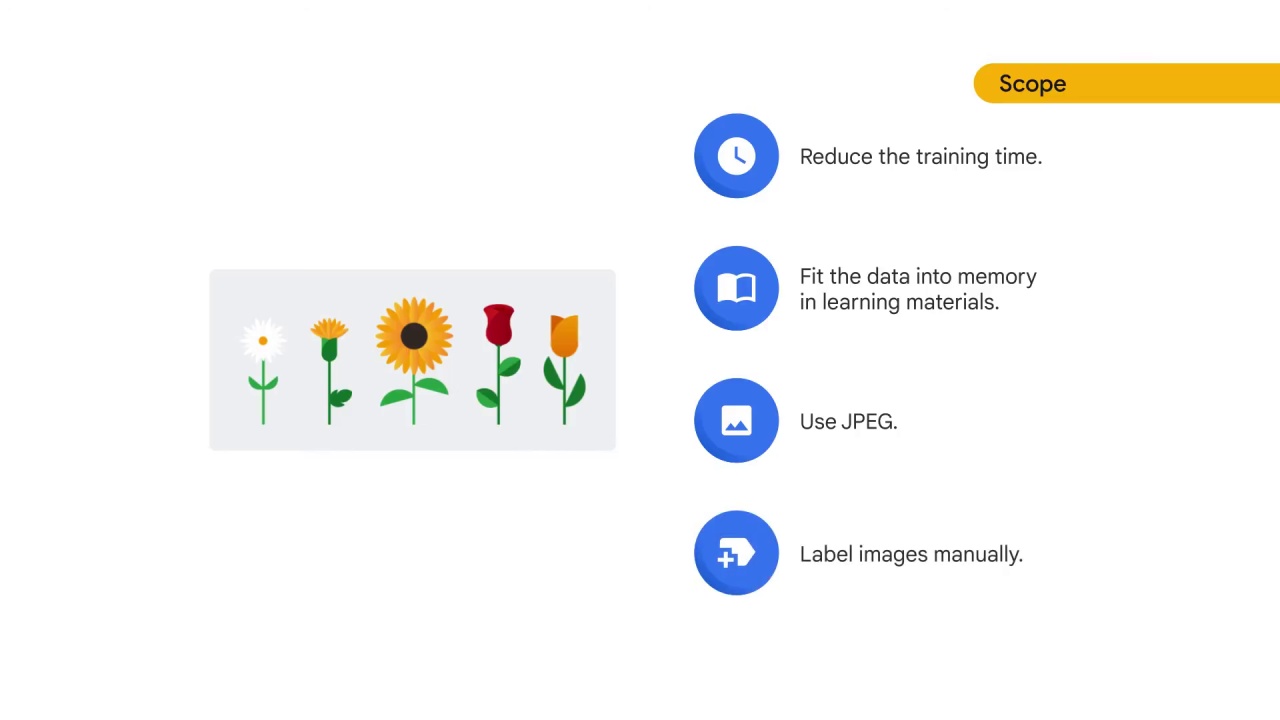 Scope
Reduce the training time.
Fit the data into memory
in learning materials.
Use JPEG.
Label images manually.